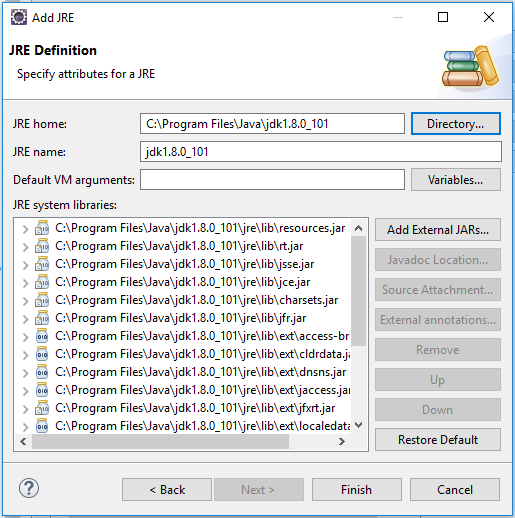 Add JRE
JRE Definition
Specify attributes for a JRE
JRE home:
C:\Program Files\Java\jdk1.8.0_101
Directory...
JRE name:
jdk1.8.0_101
Default VM arguments:
Variables...
JRE system libraries:
C:\Program Files\Java\jdk1.8.0_101\jre\lib\resources.jar
C:\Program Files\Java\jdk1.8.0_101\jre\lib\rt.jar
C:\Program Files\Java\jdk1.8.0_101\jre\lib\jsse.jar
C:\Program Files\Java\jdk1.8.0_101\jre\lib\jce.jar
C:\Program Files\Java\jdk1.8.0_101\jre\lib\charsets.jar
C:\Program Files\Java\jdk1.8.0_101\jre\lib\jfr.jar
C:\Program Files\Java\jdk1.8.0_101\jre\lib\ext\access-br
C:\Program Files\Java\jdk1.8.0_101\jre\lib\ext\cldrdata.ja
C:\Program Files\Java\jdk1.8.0_101\jre\lib\ext\dnsns.jar
C:\Program Files\Java\jdk1.8.0_101\jre\lib\ext\jaccess.jar
C:\Program Files\Java\jdk1.8.0_101\jre\lib\ext\jfxrt.jar
C:\Program Files\Java\jdk1.8.0_101\jre\lib\ext\localedata
Add External JARs...
Javadoc Location...
Source Attachment...
External annotations...
Remove
Up
Down
Restore Default
?
< Back
Next >
Finish
Cancel